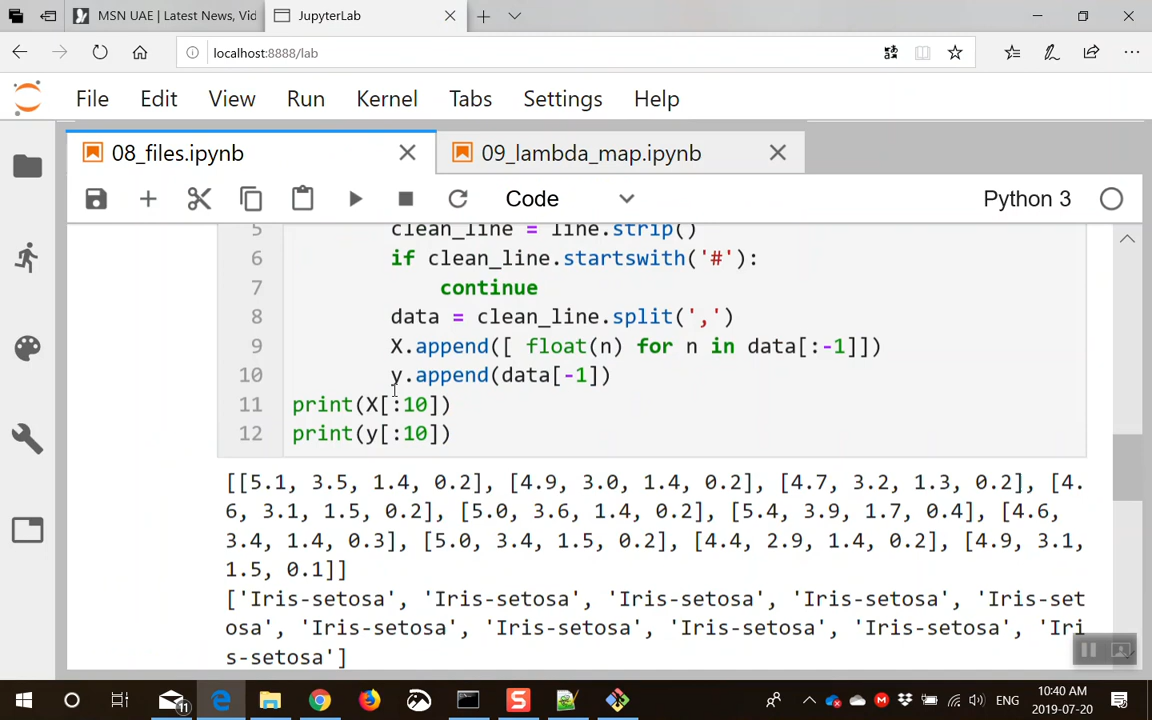 MSN UAE | Latest News, Vid
JupyterLab
localhost:8888/lab
File Edit View Run Kernel Tabs Settings Help
08_files.ipynb
09_lambda_map.ipynb
Code
Python 3
5 clean_line = line.strip()
6 if clean_line.startswith('#'):
7 continue
8 data = clean_line.split(',')
9 X.append([ float(n) for n in data[:-1]])
10 y.append(data[-1])
11 print(X[:10])
12 print(y[:10])
[[5.1, 3.5, 1.4, 0.2], [4.9, 3.0, 1.4, 0.2], [4.7, 3.2, 1.3, 0.2], [4.
6, 3.1, 1.5, 0.2], [5.0, 3.6, 1.4, 0.2], [5.4, 3.9, 1.7, 0.4], [4.6,
3.4, 1.4, 0.3], [5.0, 3.4, 1.5, 0.2], [4.4, 2.9, 1.4, 0.2], [4.9, 3.1,
1.5, 0.1]]
['Iris-setosa', 'Iris-setosa', 'Iris-setosa', 'Iris-setosa', 'Iris-set
osa', 'Iris-setosa', 'Iris-setosa', 'Iris-setosa', 'Iris-setosa', 'Iri
s-setosa']
11
ENG
10:40 AM
2019-07-20